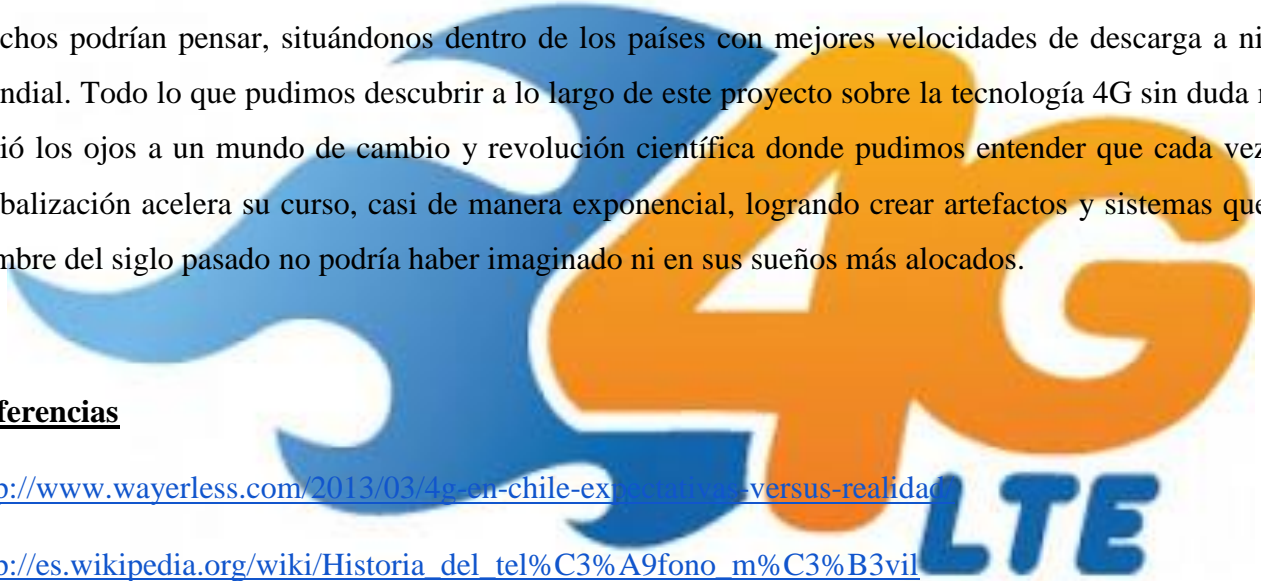 chos podrían pensar, situándonos dentro de los países con mejores velocidades de descarga a ni
ndial. Todo lo que pudimos descubrir a lo largo de este proyecto sobre la tecnología 4G sin duda
ió los ojos a un mundo de cambio y revolución científica donde pudimos entender que cada vez
balización acelera su curso, casi de manera exponencial, logrando crear artefactos y sistemas que
mbre del siglo pasado no podría haber imaginado ni en sus sueños más alocados.
ferencias
p://www.wayerless.com/2013/03/4g-en-chile-expectativas-versus-realidad/
p://es.wikipedia.org/wiki/Historia_del_tel%C3%A9fono_m%C3%B3vil
4G
LTE